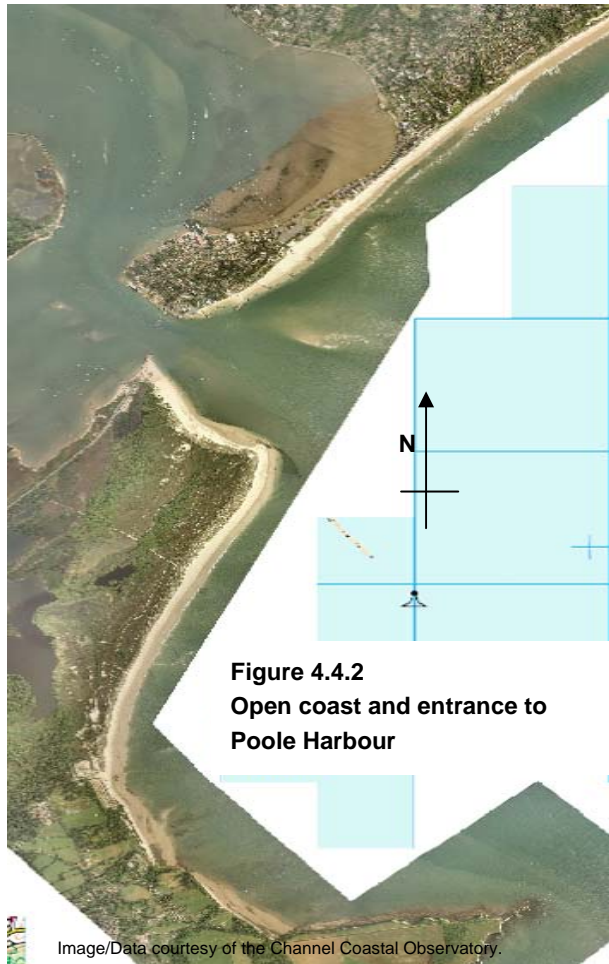 N
Figure 4.4.2
Open coast and entrance to
Poole Harbour
Image/Data courtesy of the Channel Coastal Observatory.